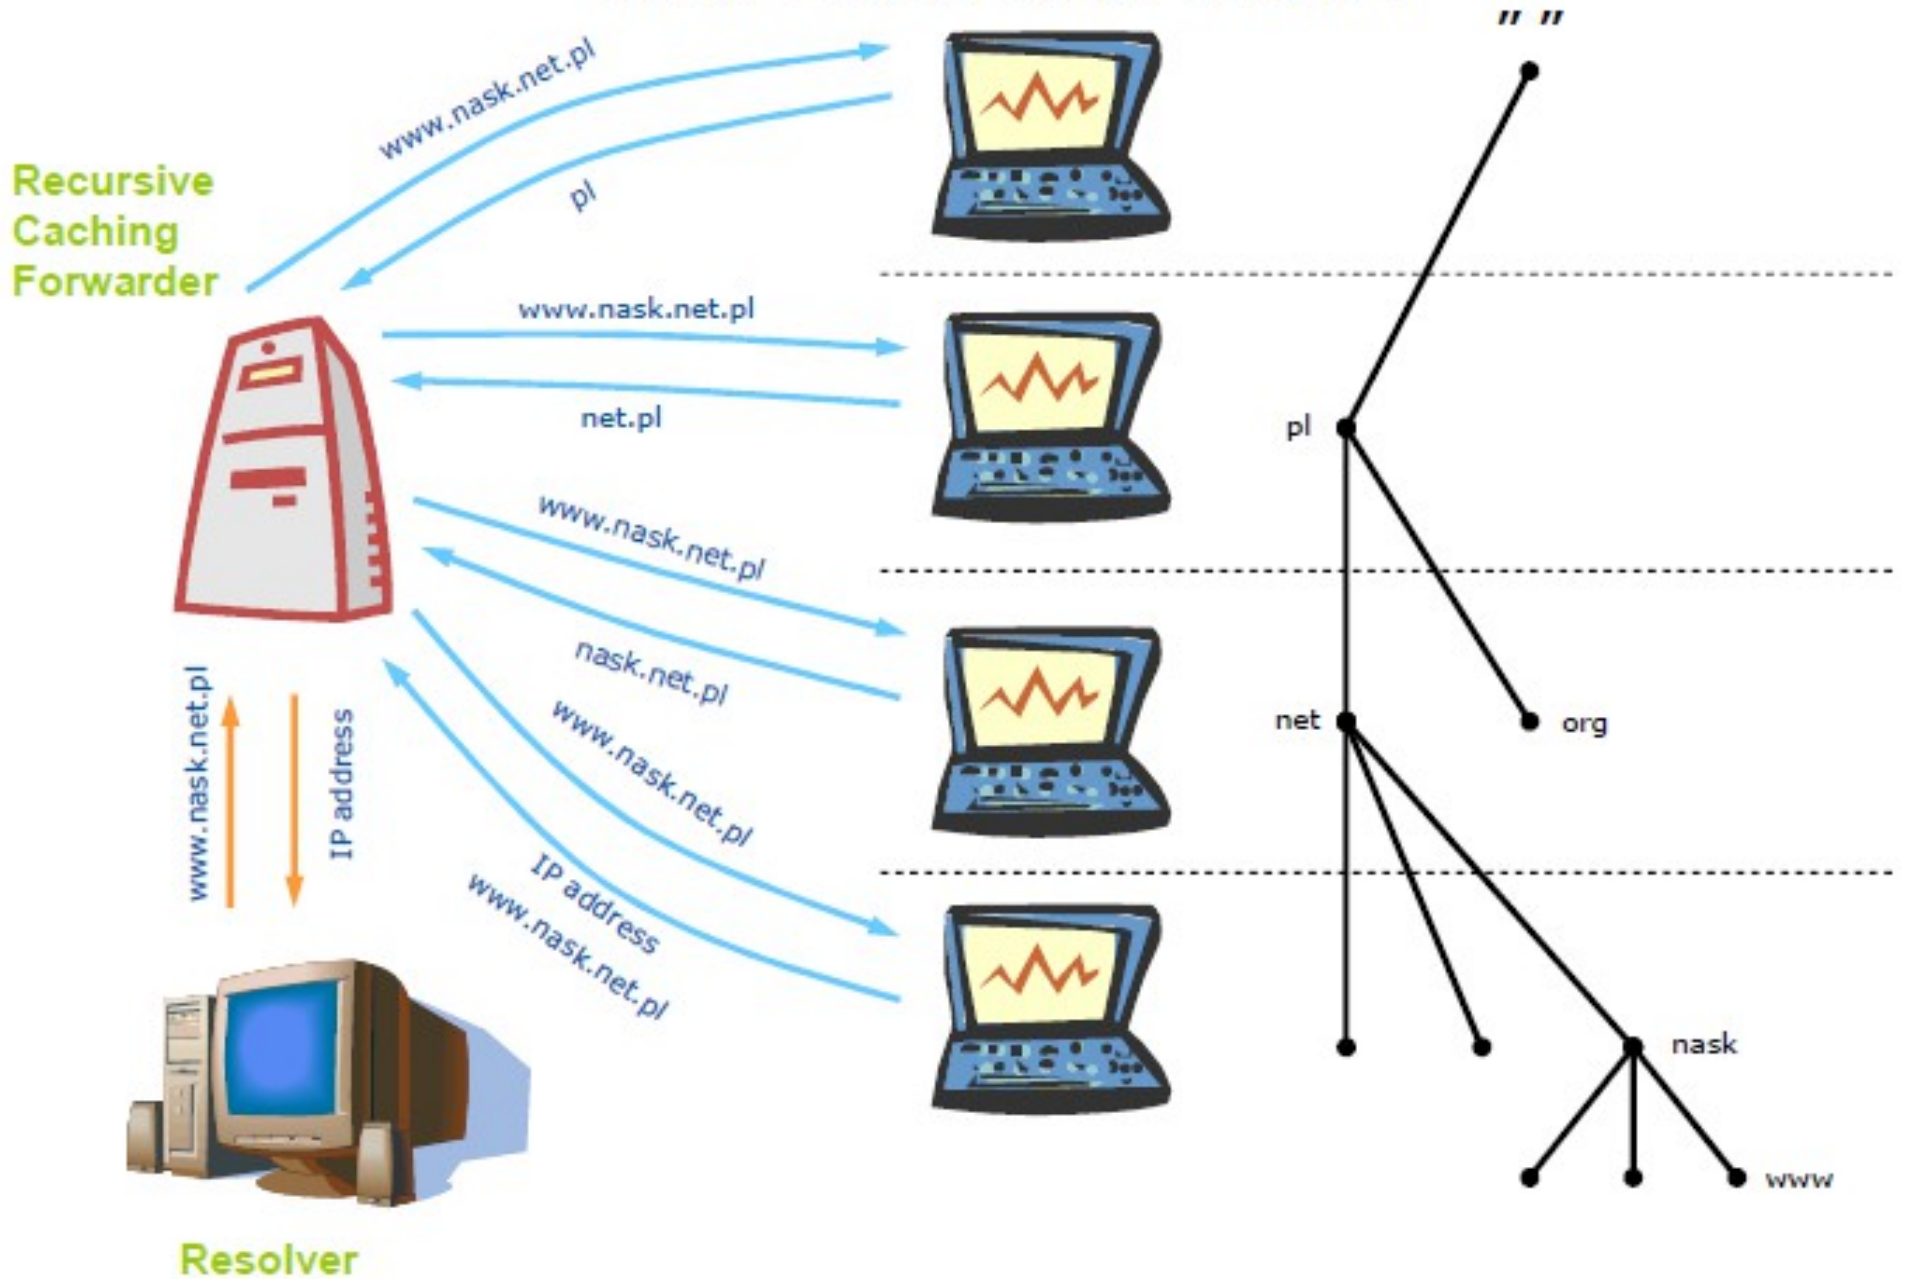 " "
www.nask.net.pl
pl
Recursive
Caching
Forwarder
www.nask.net.pl
net.pl
pl
www.nask.net.pl
nask.net.pl
net
org
www.nask.net.pl
IP address
www.nask.net.pl
www.nask.net.pl
IP address
nask
www
Resolver